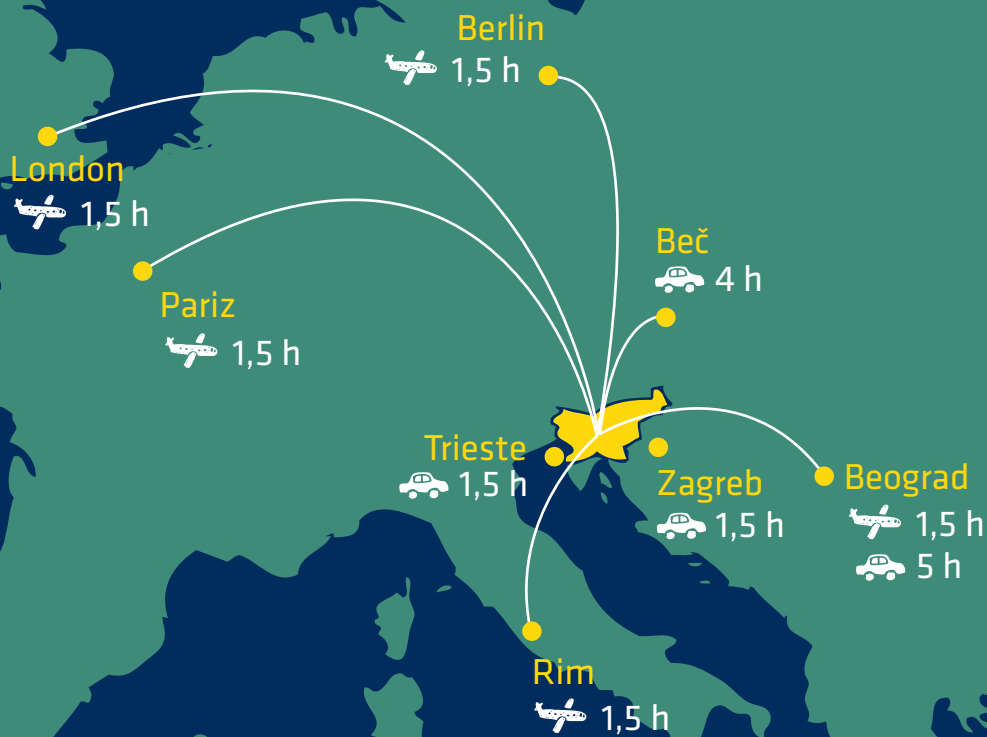 Berlin
1,5 h
London
1,5 h
Pariz
1,5 h
Beč
4 h
Trieste
1,5 h
Zagreb
1,5 h
Beograd
1,5 h
5 h
Rim
1,5 h